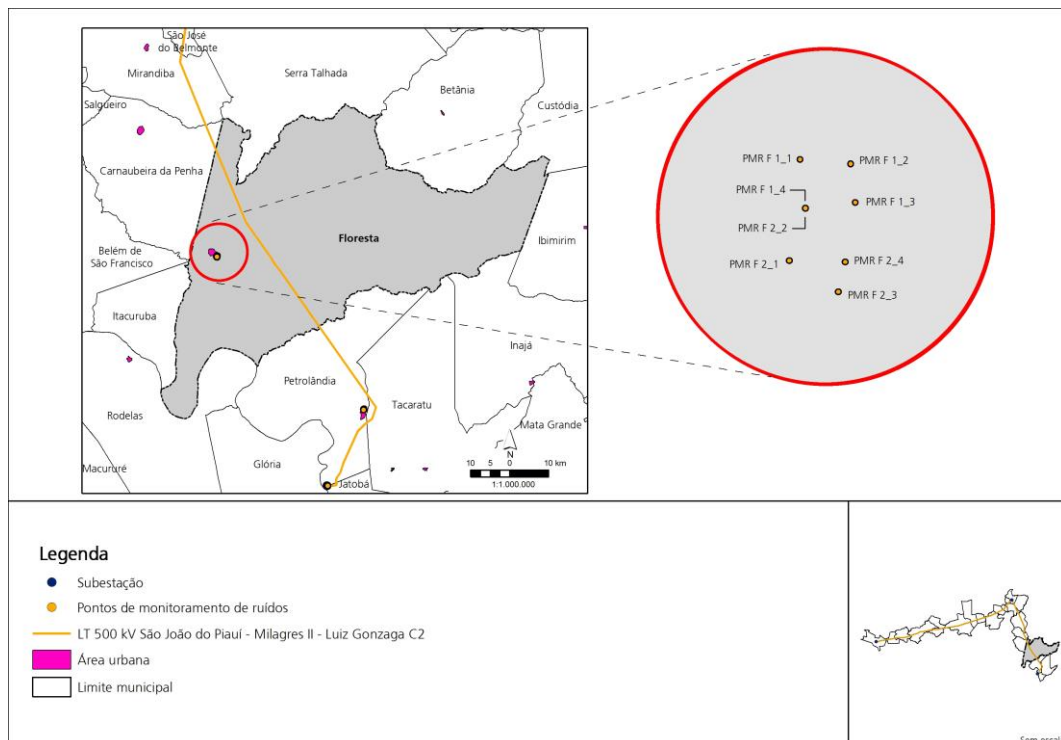 São José
do Belmonte
Mirandiba
Serra Talhada
Betânia
Salgueiro
Custódia
Carnaubeira da Penha
Floresta
Ibimirim
Belém de
São Francisco
Itacuruba
Inajá
Petrolândia
Rodelas
Tacaratu
Mata Grande
Macururé
Glória
Jatobá
N
10 5 0 10 km
1:1.000.000
PMR F 1_1
PMR F 1_2
PMR F 1_4
PMR F 1_3
PMR F 2_2
PMR F 2_1
PMR F 2_4
PMR F 2_3
Legenda
Subestação
Pontos de monitoramento de ruídos
LT 500 kV São João do Piauí - Milagres II - Luiz Gonzaga C2
Área urbana
Limite municipal